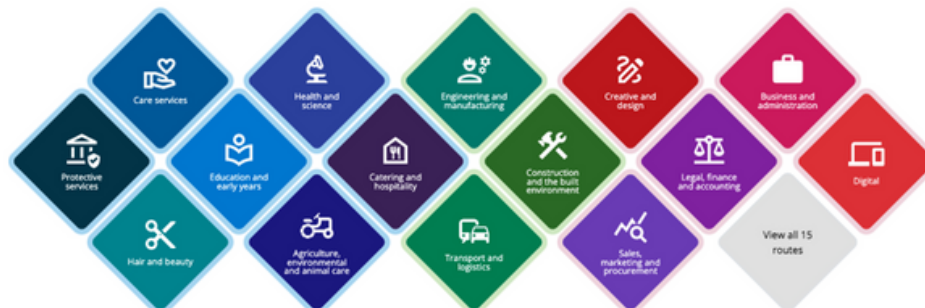 Care services
Health and
science
Engineering and
manufacturing
Creative and
design
Business and
administration
Protective
services
Education and
early years
Catering and
hospitality
Construction
and the built
environment
Legal, finance
and accounting
Digital
Hair and beauty
Agriculture,
environmental
and animal care
Transport and
logistics
Sales,
marketing and
procurement
View all 15
routes